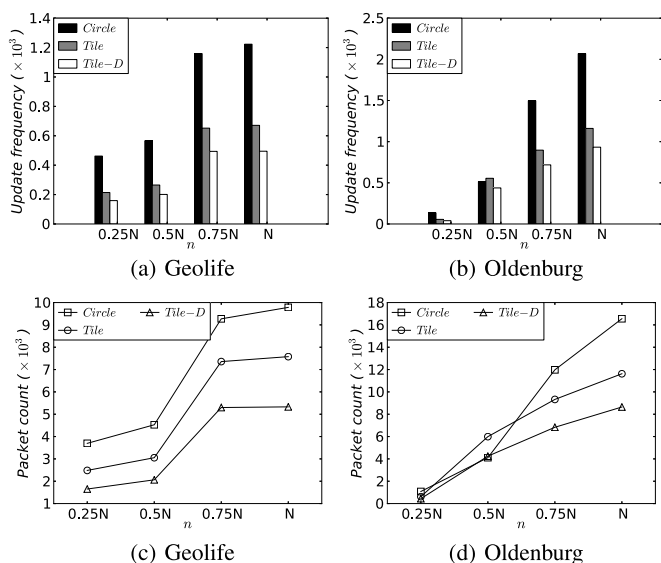 1.4
1.2
1
0.8
0.6
0.4
0.2
0
Update frequency ( × 10³ )
Circle
Tile
Tile−D
0.25N 0.5N 0.75N N
n
(a) Geolife
2.5
2
1.5
1
0.5
0
Update frequency ( × 10³ )
Circle
Tile
Tile−D
0.25N 0.5N 0.75N N
n
(b) Oldenburg
10
9
8
7
6
5
4
3
2
1
Packet count ( × 10³ )
Circle Tile−D
Tile
0.25N 0.5N 0.75N N
n
(c) Geolife
18
16
14
12
10
8
6
4
2
0
Packet count ( × 10³ )
Circle Tile−D
Tile
0.25N 0.5N 0.75N N
n
(d) Oldenburg